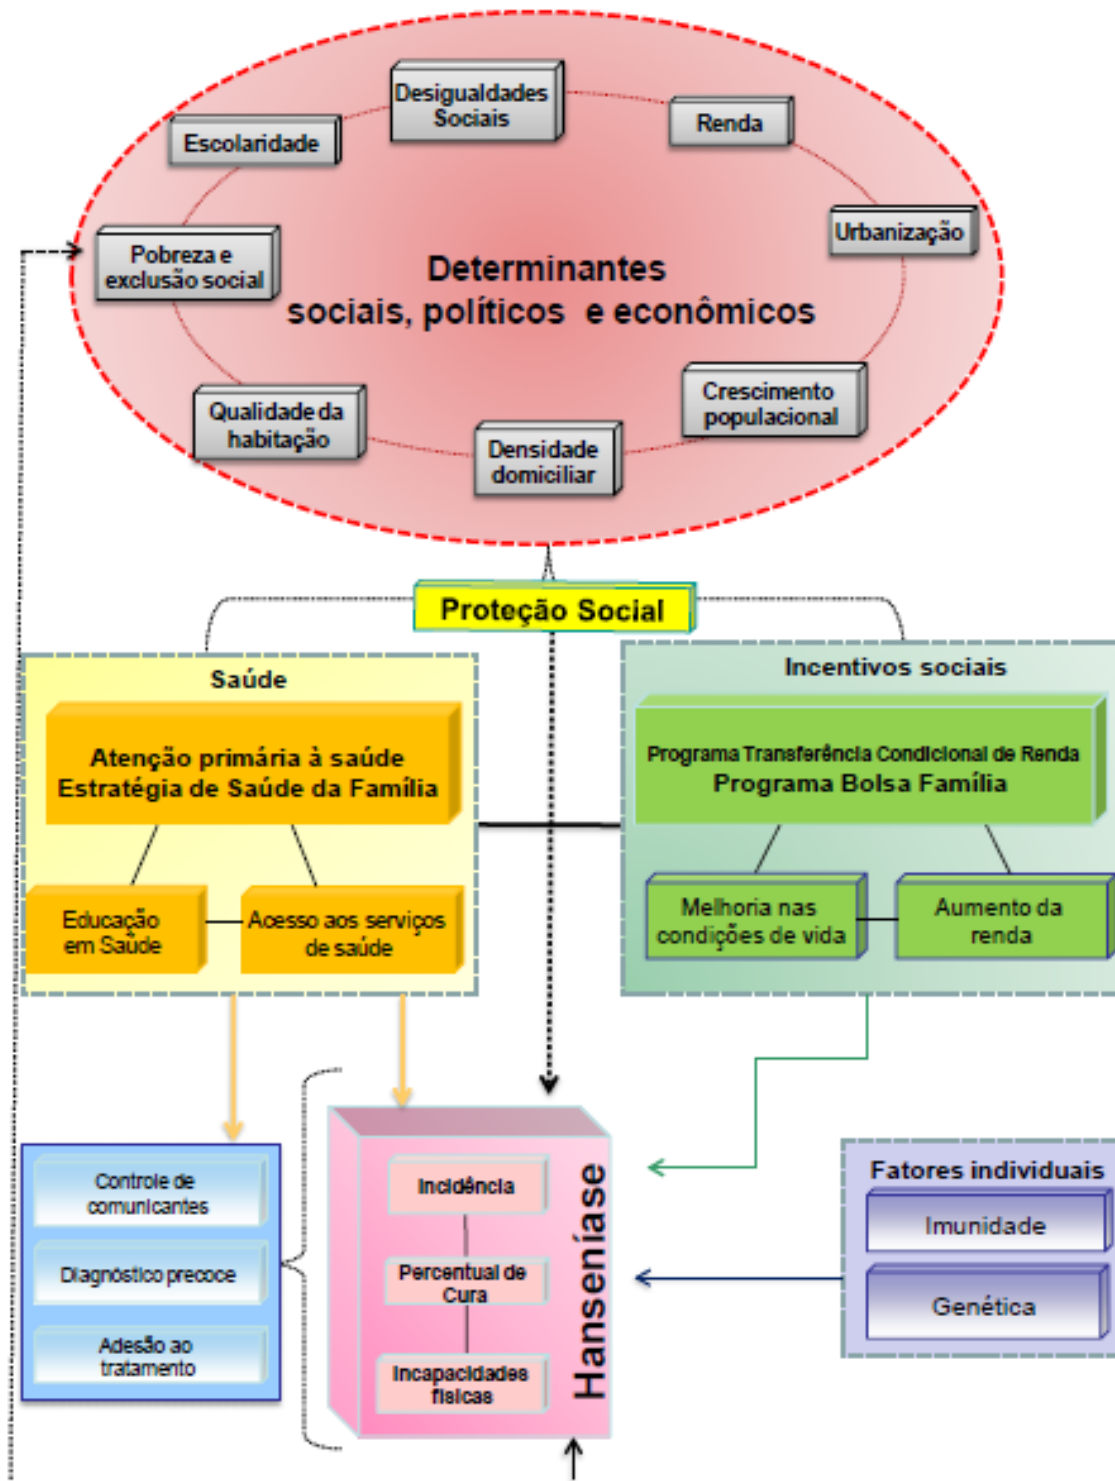 Desigualdades
Sociais
Renda
Escolaridade
Urbanização
Pobreza e
exclusão social
Determinantes
sociais, políticos e econômicos
Qualidade da
habitação
Crescimento
populacional
Densidade
domiciliar
Proteção Social
Saúde
Atenção primária à saúde
Estratégia de Saúde da Família
Educação
em Saúde
Acesso aos serviços
de saúde
Incentivos sociais
Programa Transferência Condicional de Renda
Programa Bolsa Família
Melhoria nas
condições de vida
Aumento da
renda
Controle de
comunicantes
Diagnóstico precoce
Adesão ao
tratamento
Incidência
Percentual de
Cura
Incapacidades
físicas
Hanseníase
Fatores individuais
Imunidade
Genética